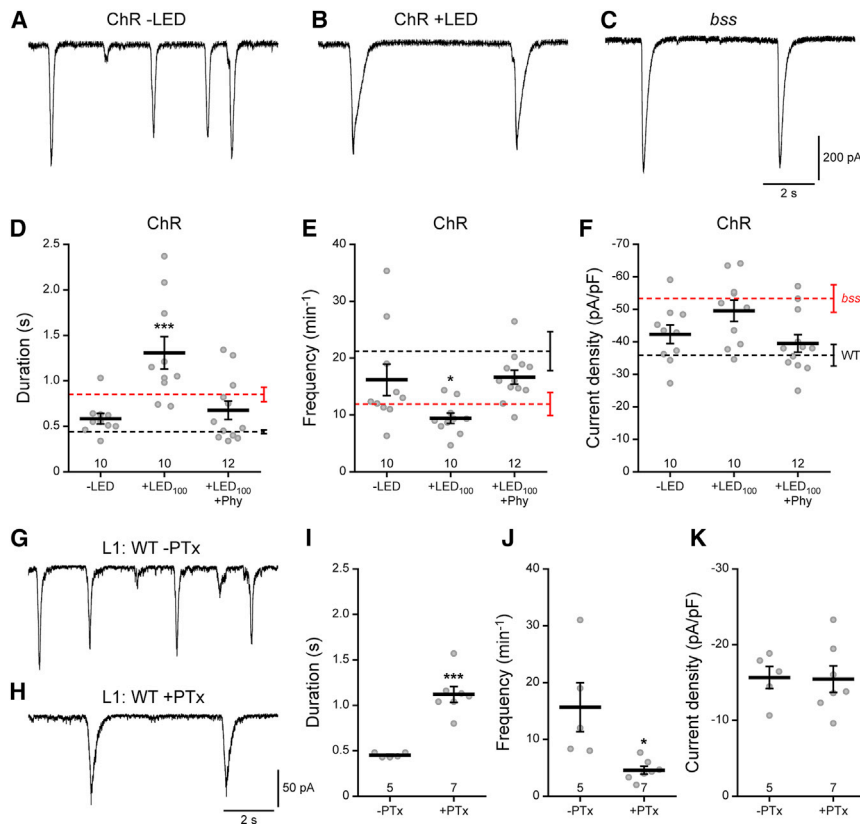 A
ChR -LED
B
ChR +LED
C
bss
200 pA
2 s
D
ChR
Duration (s)
2.5
2.0
1.5
1.0
0.5
0
***
10
10
12
-LED
+LED100
+LED100
+Phy
E
ChR
Frequency (min-1)
40
30
20
10
0
*
10
10
12
-LED
+LED100
+LED100
+Phy
F
ChR
Current density (pA/pF)
-70
-60
-50
-40
-30
-20
-10
0
bss
WT
10
10
12
-LED
+LED100
+LED100
+Phy
G
L1: WT -PTx
H
L1: WT +PTx
50 pA
2 s
I
Duration (s)
2.5
2.0
1.5
1.0
0.5
0
***
5
7
-PTx
+PTx
J
Frequency (min-1)
40
30
20
10
0
*
5
7
-PTx
+PTx
K
Current density (pA/pF)
-30
-20
-10
0
5
7
-PTx
+PTx